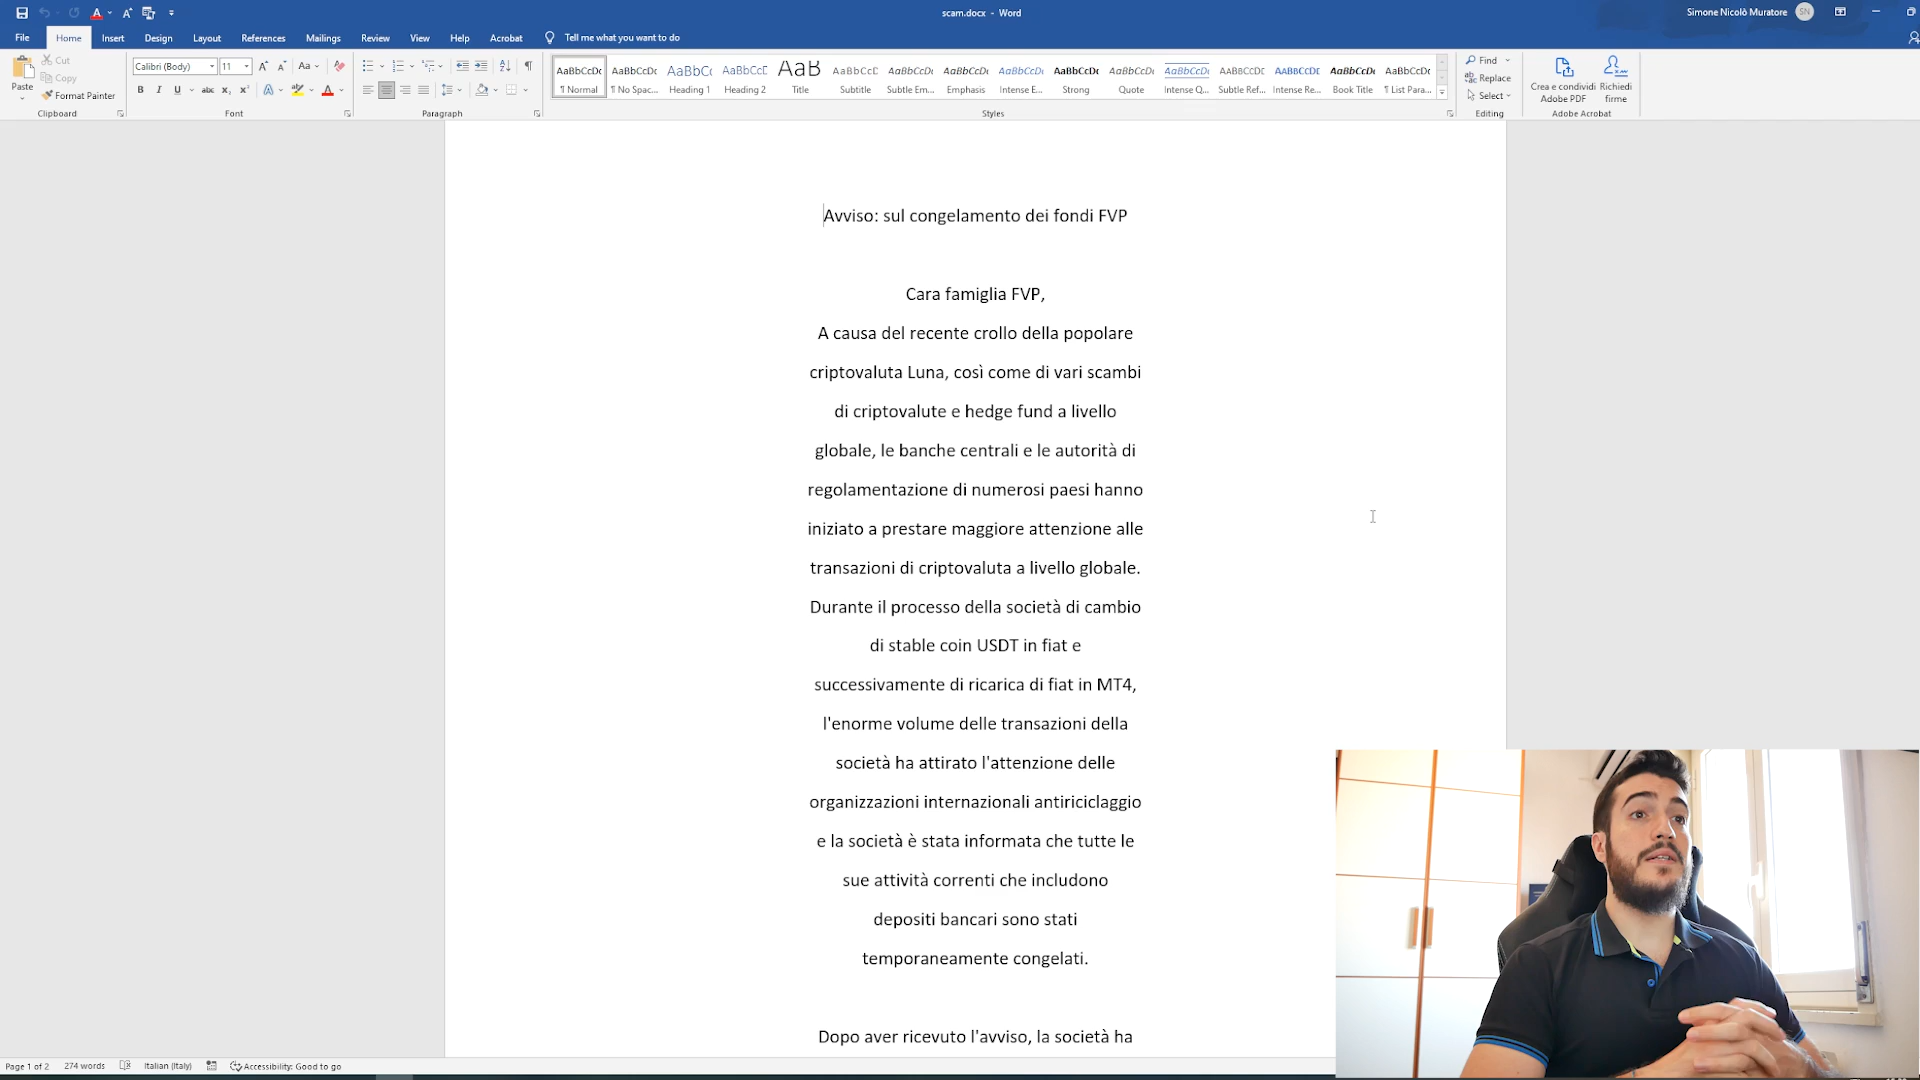 scam.docx - Word
Simone Nicolò Muratore
SN
File
Home
Insert
Design
Layout
References
Mailings
Review
View
Help
Acrobat
Tell me what you want to do
Paste
Cut
Copy
Format Painter
Clipboard
Calibri (Body)
11
Font
Paragraph
AaBbCcDc
¶ Normal
AaBbCcDc
¶ No Spac...
AaBbCc
Heading 1
AaBbCcE
Heading 2
AaB
Title
AaBbCcD
Subtitle
AaBbCcDc
Subtle Em...
AaBbCcDc
Emphasis
AaBbCcDc
Intense E...
AaBbCcDc
Strong
AaBbCcDc
Quote
AaBbCcDc
Intense Q...
AaBbCcDc
Subtle Ref...
AaBbCcDc
Intense Re...
AaBbCcDc
Book Title
AaBbCcDc
¶ List Para...
Styles
Find
Replace
Select
Editing
Crea e condividi
Adobe PDF
Richiedi
firme
Adobe Acrobat
Avviso: sul congelamento dei fondi FVP
Cara famiglia FVP,
A causa del recente crollo della popolare
criptovaluta Luna, così come di vari scambi
di criptovalute e hedge fund a livello
globale, le banche centrali e le autorità di
regolamentazione di numerosi paesi hanno
iniziato a prestare maggiore attenzione alle
transazioni di criptovaluta a livello globale.
Durante il processo della società di cambio
di stable coin USDT in fiat e
successivamente di ricarica di fiat in MT4,
l'enorme volume delle transazioni della
società ha attirato l'attenzione delle
organizzazioni internazionali antiriciclaggio
e la società è stata informata che tutte le
sue attività correnti che includono
depositi bancari sono stati
temporaneamente congelati.
Dopo aver ricevuto l'avviso, la società ha
Page 1 of 2
274 words
Italian (Italy)
Accessibility: Good to go